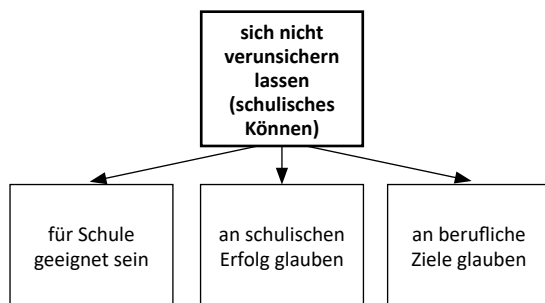 sich nicht
verunsichern
lassen
(schulisches
Können)
für Schule
geeignet sein
an schulischen
Erfolg glauben
an berufliche
Ziele glauben